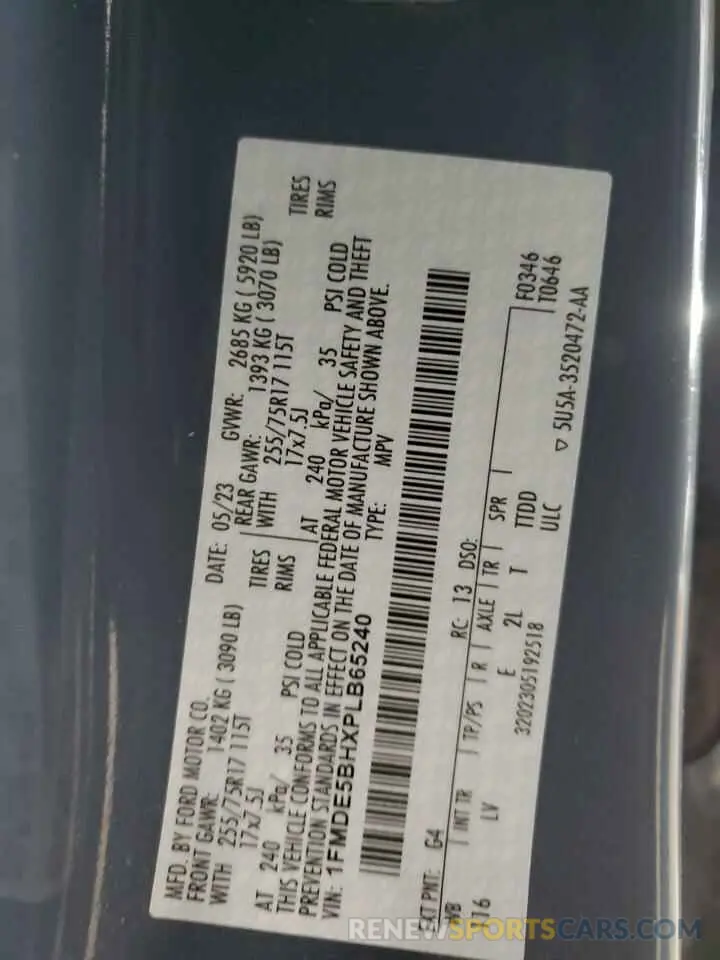 MFD. BY FORD MOTOR CO.
DATE: 05/23 GVWR: 2685 KG ( 5920 LB)
FRONT GAWR: 1402 KG ( 3090 LB) REAR GAWR: 1393 KG ( 3070 LB)
WITH 255/75R17 115T TIRES WITH 255/75R17 115T TIRES
17x7.5J RIMS 17x7.5J RIMS
AT 240 kPa/ 35 PSI COLD AT 240 kPa/ 35 PSI COLD
THIS VEHICLE CONFORMS TO ALL APPLICABLE FEDERAL MOTOR VEHICLE SAFETY AND THEFT
PREVENTION STANDARDS IN EFFECT ON THE DATE OF MANUFACTURE SHOWN ABOVE.
VIN: 1FMDE5BHXPLB65240 TYPE: MPV
EXT PNT: G4 RC: 13 DSO: F0346
WB INT TR TP/PS R AXLE TR SPR T0646
116 LV E 2L T TTDD
3202305192518 ULC ▽ 5U5A-3520472-AA
RENEWSPORTSCARS.COM